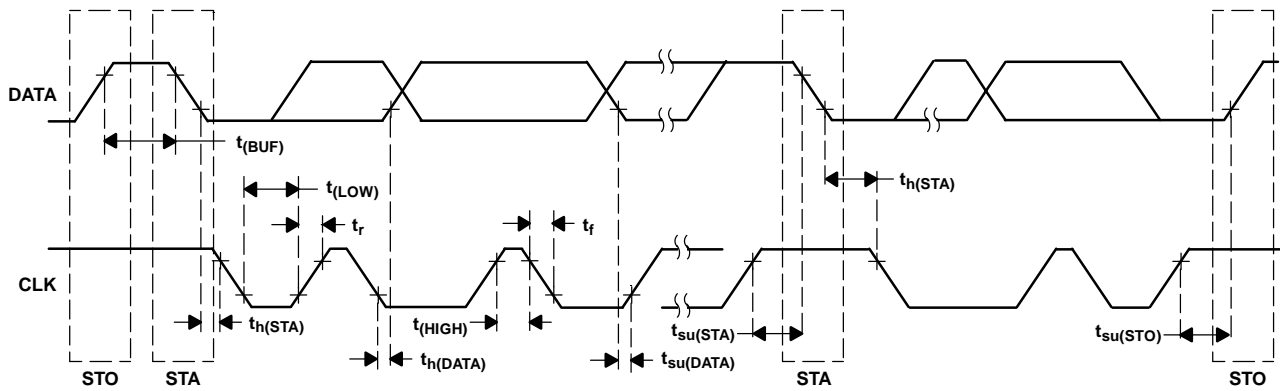 DATA
t(BUF)
t(LOW)
th(STA)
tr
tf
CLK
th(STA)
t(HIGH)
tsu(STA)
tsu(STO)
th(DATA)
tsu(DATA)
STO
STA
STA
STO